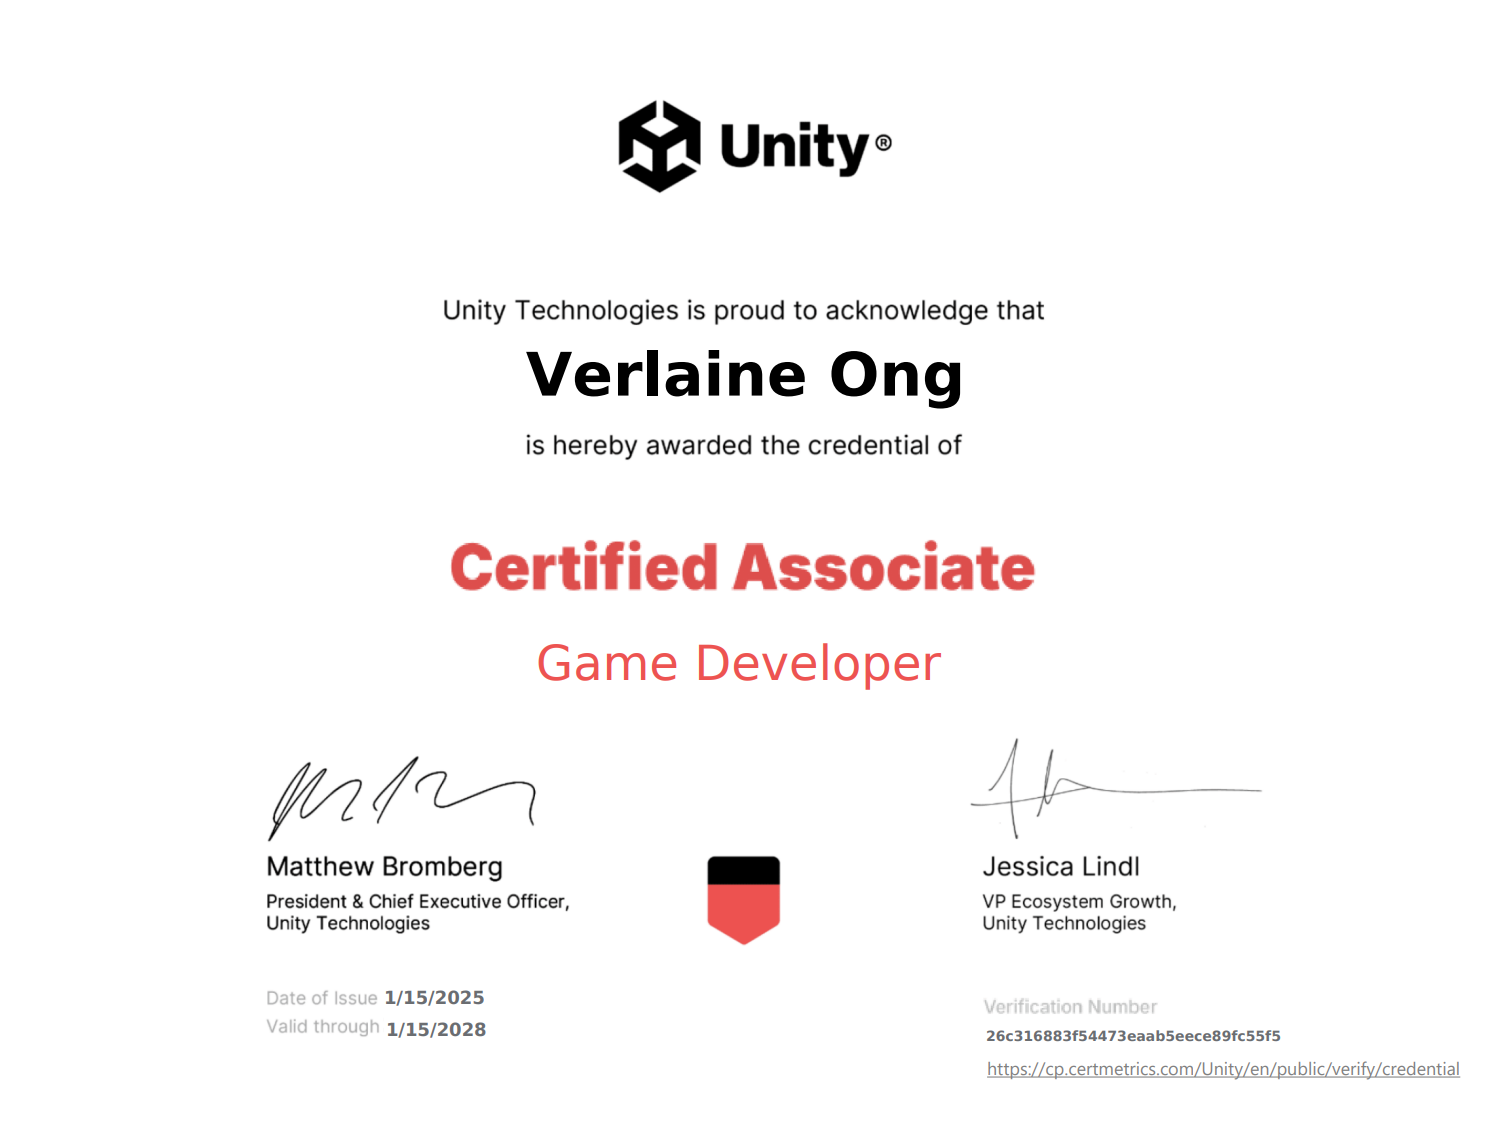 Unity®
Unity Technologies is proud to acknowledge that
Verlaine Ong
is hereby awarded the credential of
Certified Associate
Game Developer
Matthew Bromberg
President & Chief Executive Officer,
Unity Technologies
Jessica Lindl
VP Ecosystem Growth,
Unity Technologies
Date of Issue 1/15/2025
Valid through 1/15/2028
Verification Number
26c316883f54473eaab5eece89fc55f5
https://cp.certmetrics.com/Unity/en/public/verify/credential